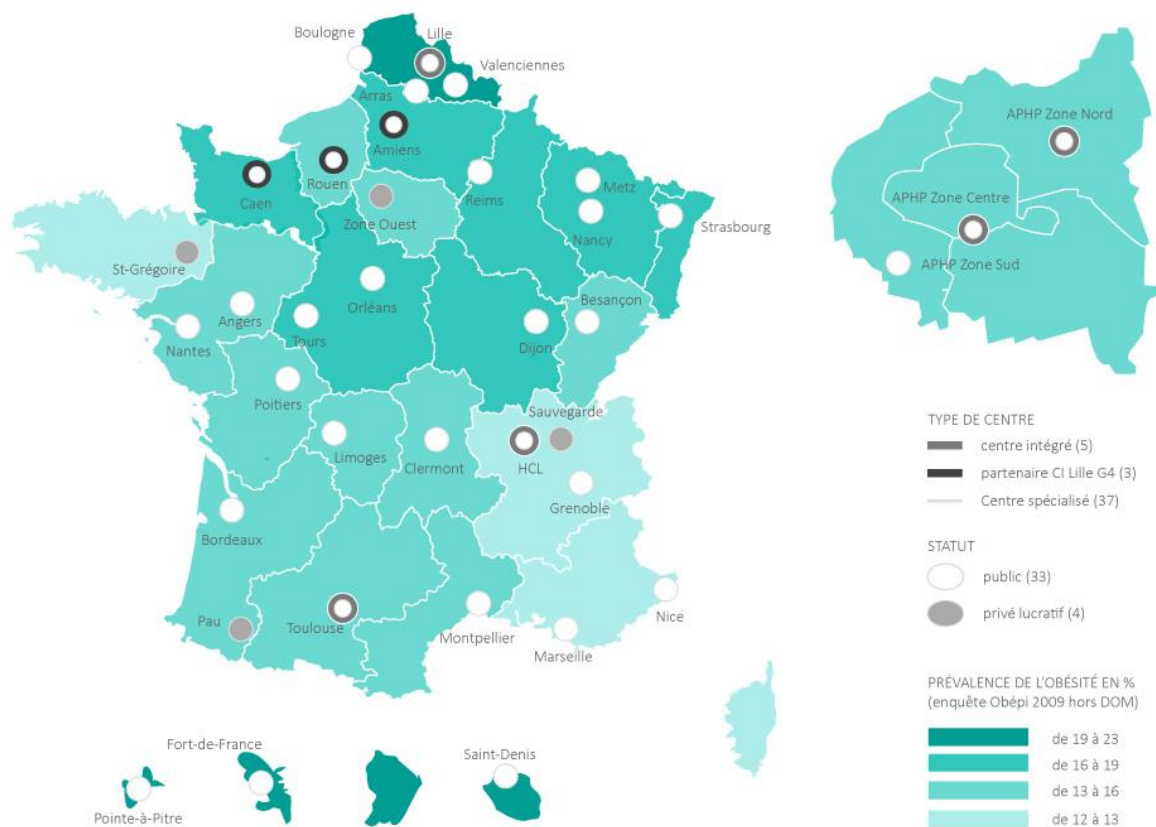 Boulogne
Lille
Valenciennes
Arras
Amiens
Rouen
Caen
Reims
Metz
Zone Ouest
Nancy
Strasbourg
St-Grégoire
Orléans
Angers
Besançon
Nantes
Tours
Dijon
Poitiers
Sauvegarde
Limoges
Clermont
HCL
Grenoble
Bordeaux
Pau
Toulouse
Montpellier
Nice
Marseille
Fort-de-France
Saint-Denis
Pointe-à-Pitre
APHP Zone Nord
APHP Zone Centre
APHP Zone Sud
TYPE DE CENTRE
centre intégré (5)
partenaire CI Lille G4 (3)
Centre spécialisé (37)
STATUT
public (33)
privé lucratif (4)
PRÉVALENCE DE L'OBÉSITÉ EN %
(enquête Obépi 2009 hors DOM)
de 19 à 23
de 16 à 19
de 13 à 16
de 12 à 13